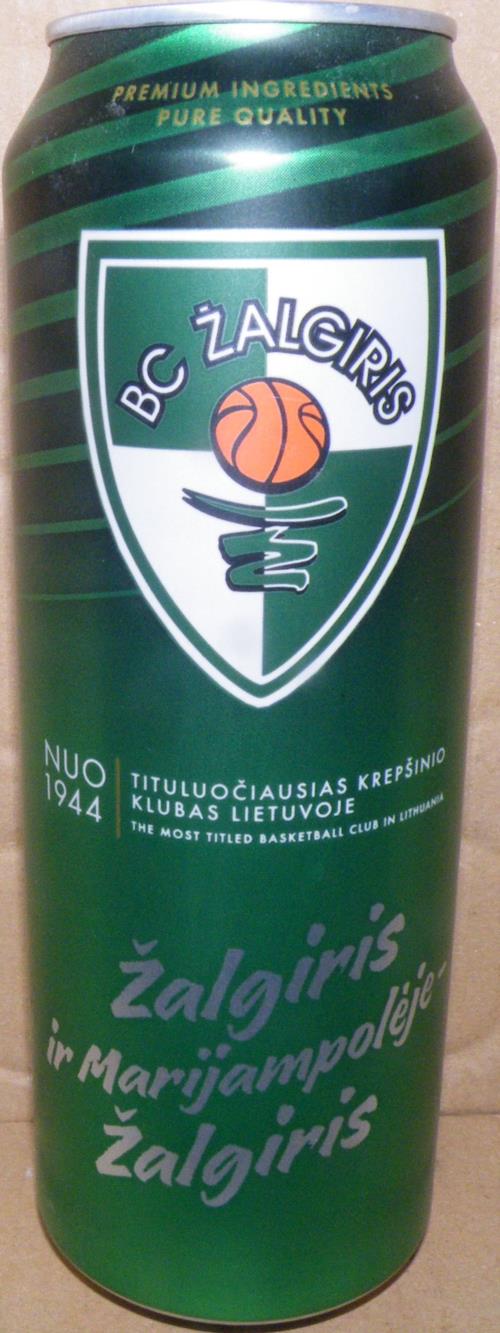 PREMIUM INGREDIENTS
PURE QUALITY
BC ŽALGIRIS
NUO
1944
TITULUOČIAUSIAS KREPŠINIO
KLUBAS LIETUVOJE
THE MOST TITLED BASKETBALL CLUB IN LITHUANIA
Žalgiris
ir Marijampolėje -
Žalgiris